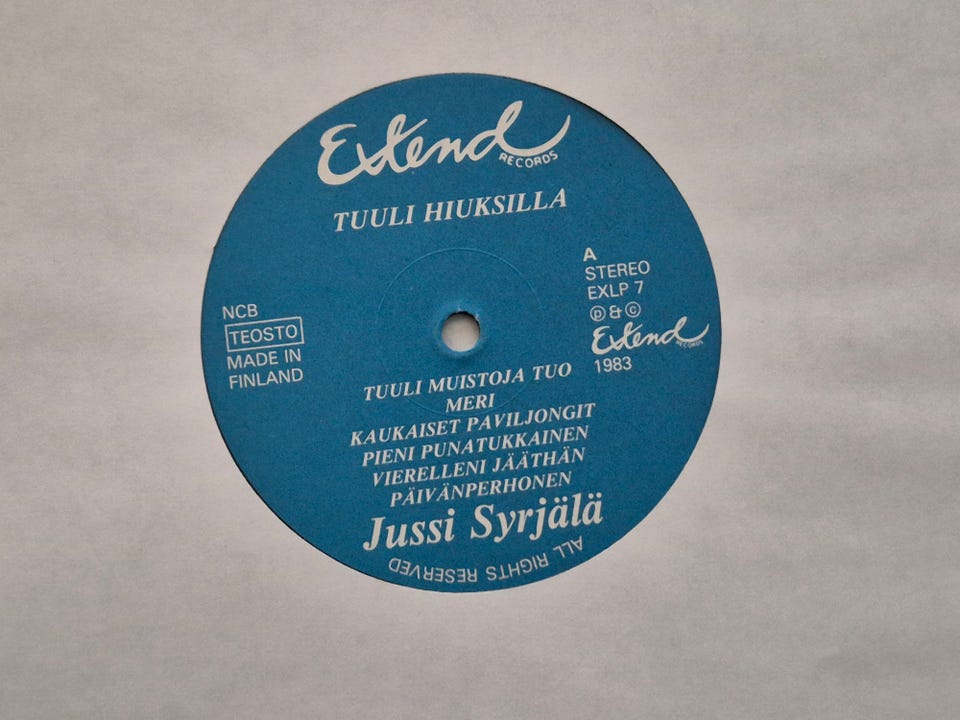 Extend
RECORDS
TUULI HIUKSILLA
A
STEREO
EXLP 7
Ⓟ & ©
Extend
RECORDS
1983
NCB
TEOSTO
MADE IN
FINLAND
TUULI MUISTOJA TUO
MERI
KAUKAISET PAVILJONGIT
PIENI PUNATUKKAINEN
VIERELLENI JÄÄTHÄN
PÄIVÄNPERHONEN
Jussi Syrjälä
ALL RIGHTS RESERVED